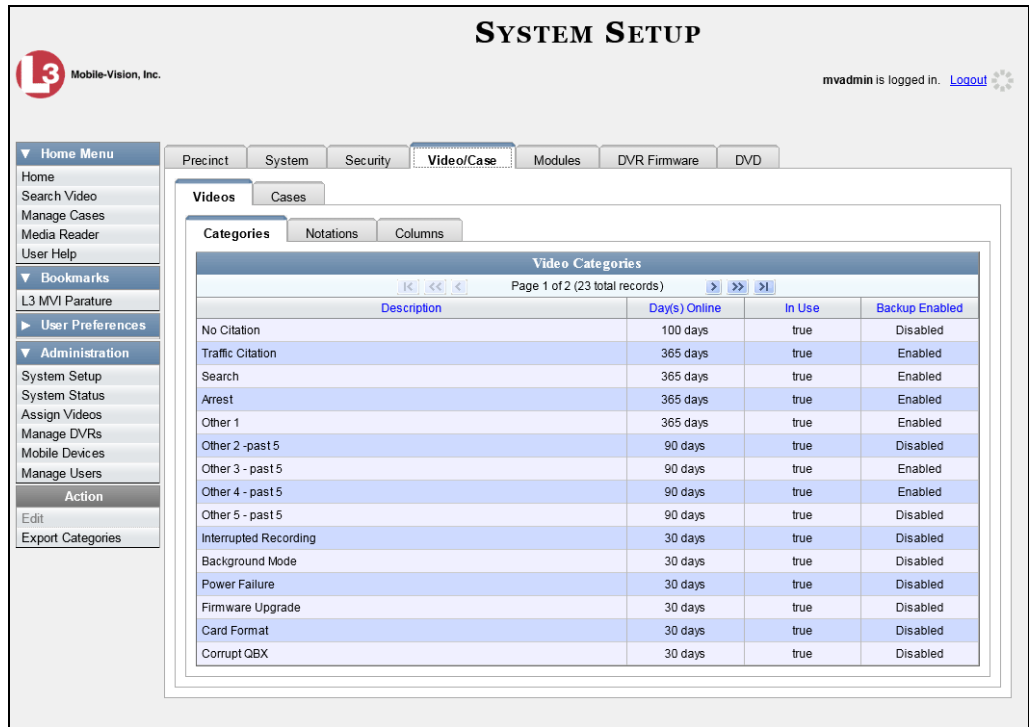 SYSTEM SETUP
L3 Mobile-Vision, Inc.
mvadmin is logged in. Logout
▼ Home Menu
Home
Search Video
Manage Cases
Media Reader
User Help
▼ Bookmarks
L3 MVI Parature
▶ User Preferences
▼ Administration
System Setup
System Status
Assign Videos
Manage DVRs
Mobile Devices
Manage Users
Action
Edit
Export Categories
Precinct System Security Video/Case Modules DVR Firmware DVD
Videos Cases
Categories Notations Columns
Video Categories
|< << < Page 1 of 2 (23 total records) > >> >|
Description Day(s) Online In Use Backup Enabled
No Citation 100 days true Disabled
Traffic Citation 365 days true Enabled
Search 365 days true Enabled
Arrest 365 days true Enabled
Other 1 365 days true Enabled
Other 2 -past 5 90 days true Disabled
Other 3 - past 5 90 days true Enabled
Other 4 - past 5 90 days true Enabled
Other 5 - past 5 90 days true Disabled
Interrupted Recording 30 days true Disabled
Background Mode 30 days true Disabled
Power Failure 30 days true Disabled
Firmware Upgrade 30 days true Disabled
Card Format 30 days true Disabled
Corrupt QBX 30 days true Disabled